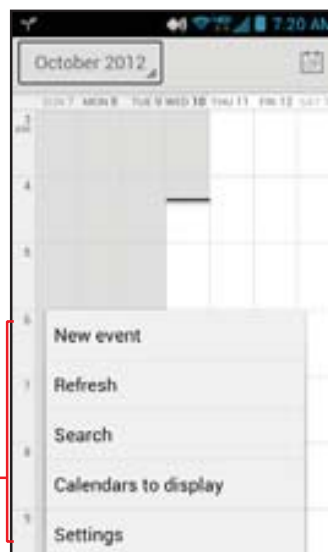 7:20 AM
October 2012
SUN 7 MON 8 TUE 9 WED 10 THU 11 FRI 12 SAT
3
4
5
6
New event
7
Refresh
Search
8
Calendars to display
9
Settings